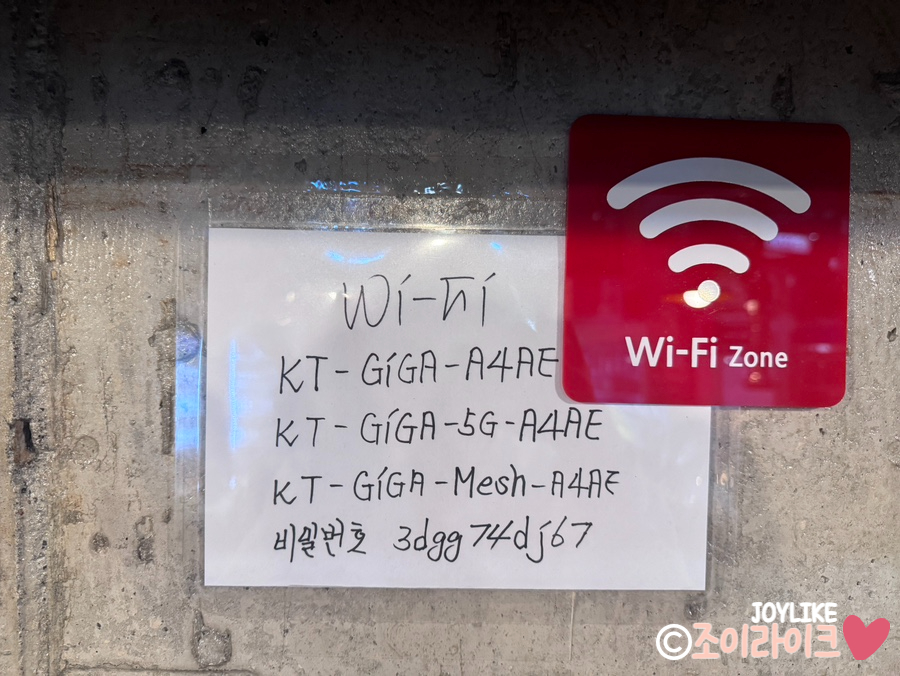 Wi-Fi
KT-GiGA-A4AE
KT-GiGA-5G-A4AE
KT-GiGA-Mesh-A4AE
비밀번호 3dgg74dj67
Wi-Fi Zone
JOYLIKE
©조이라이크